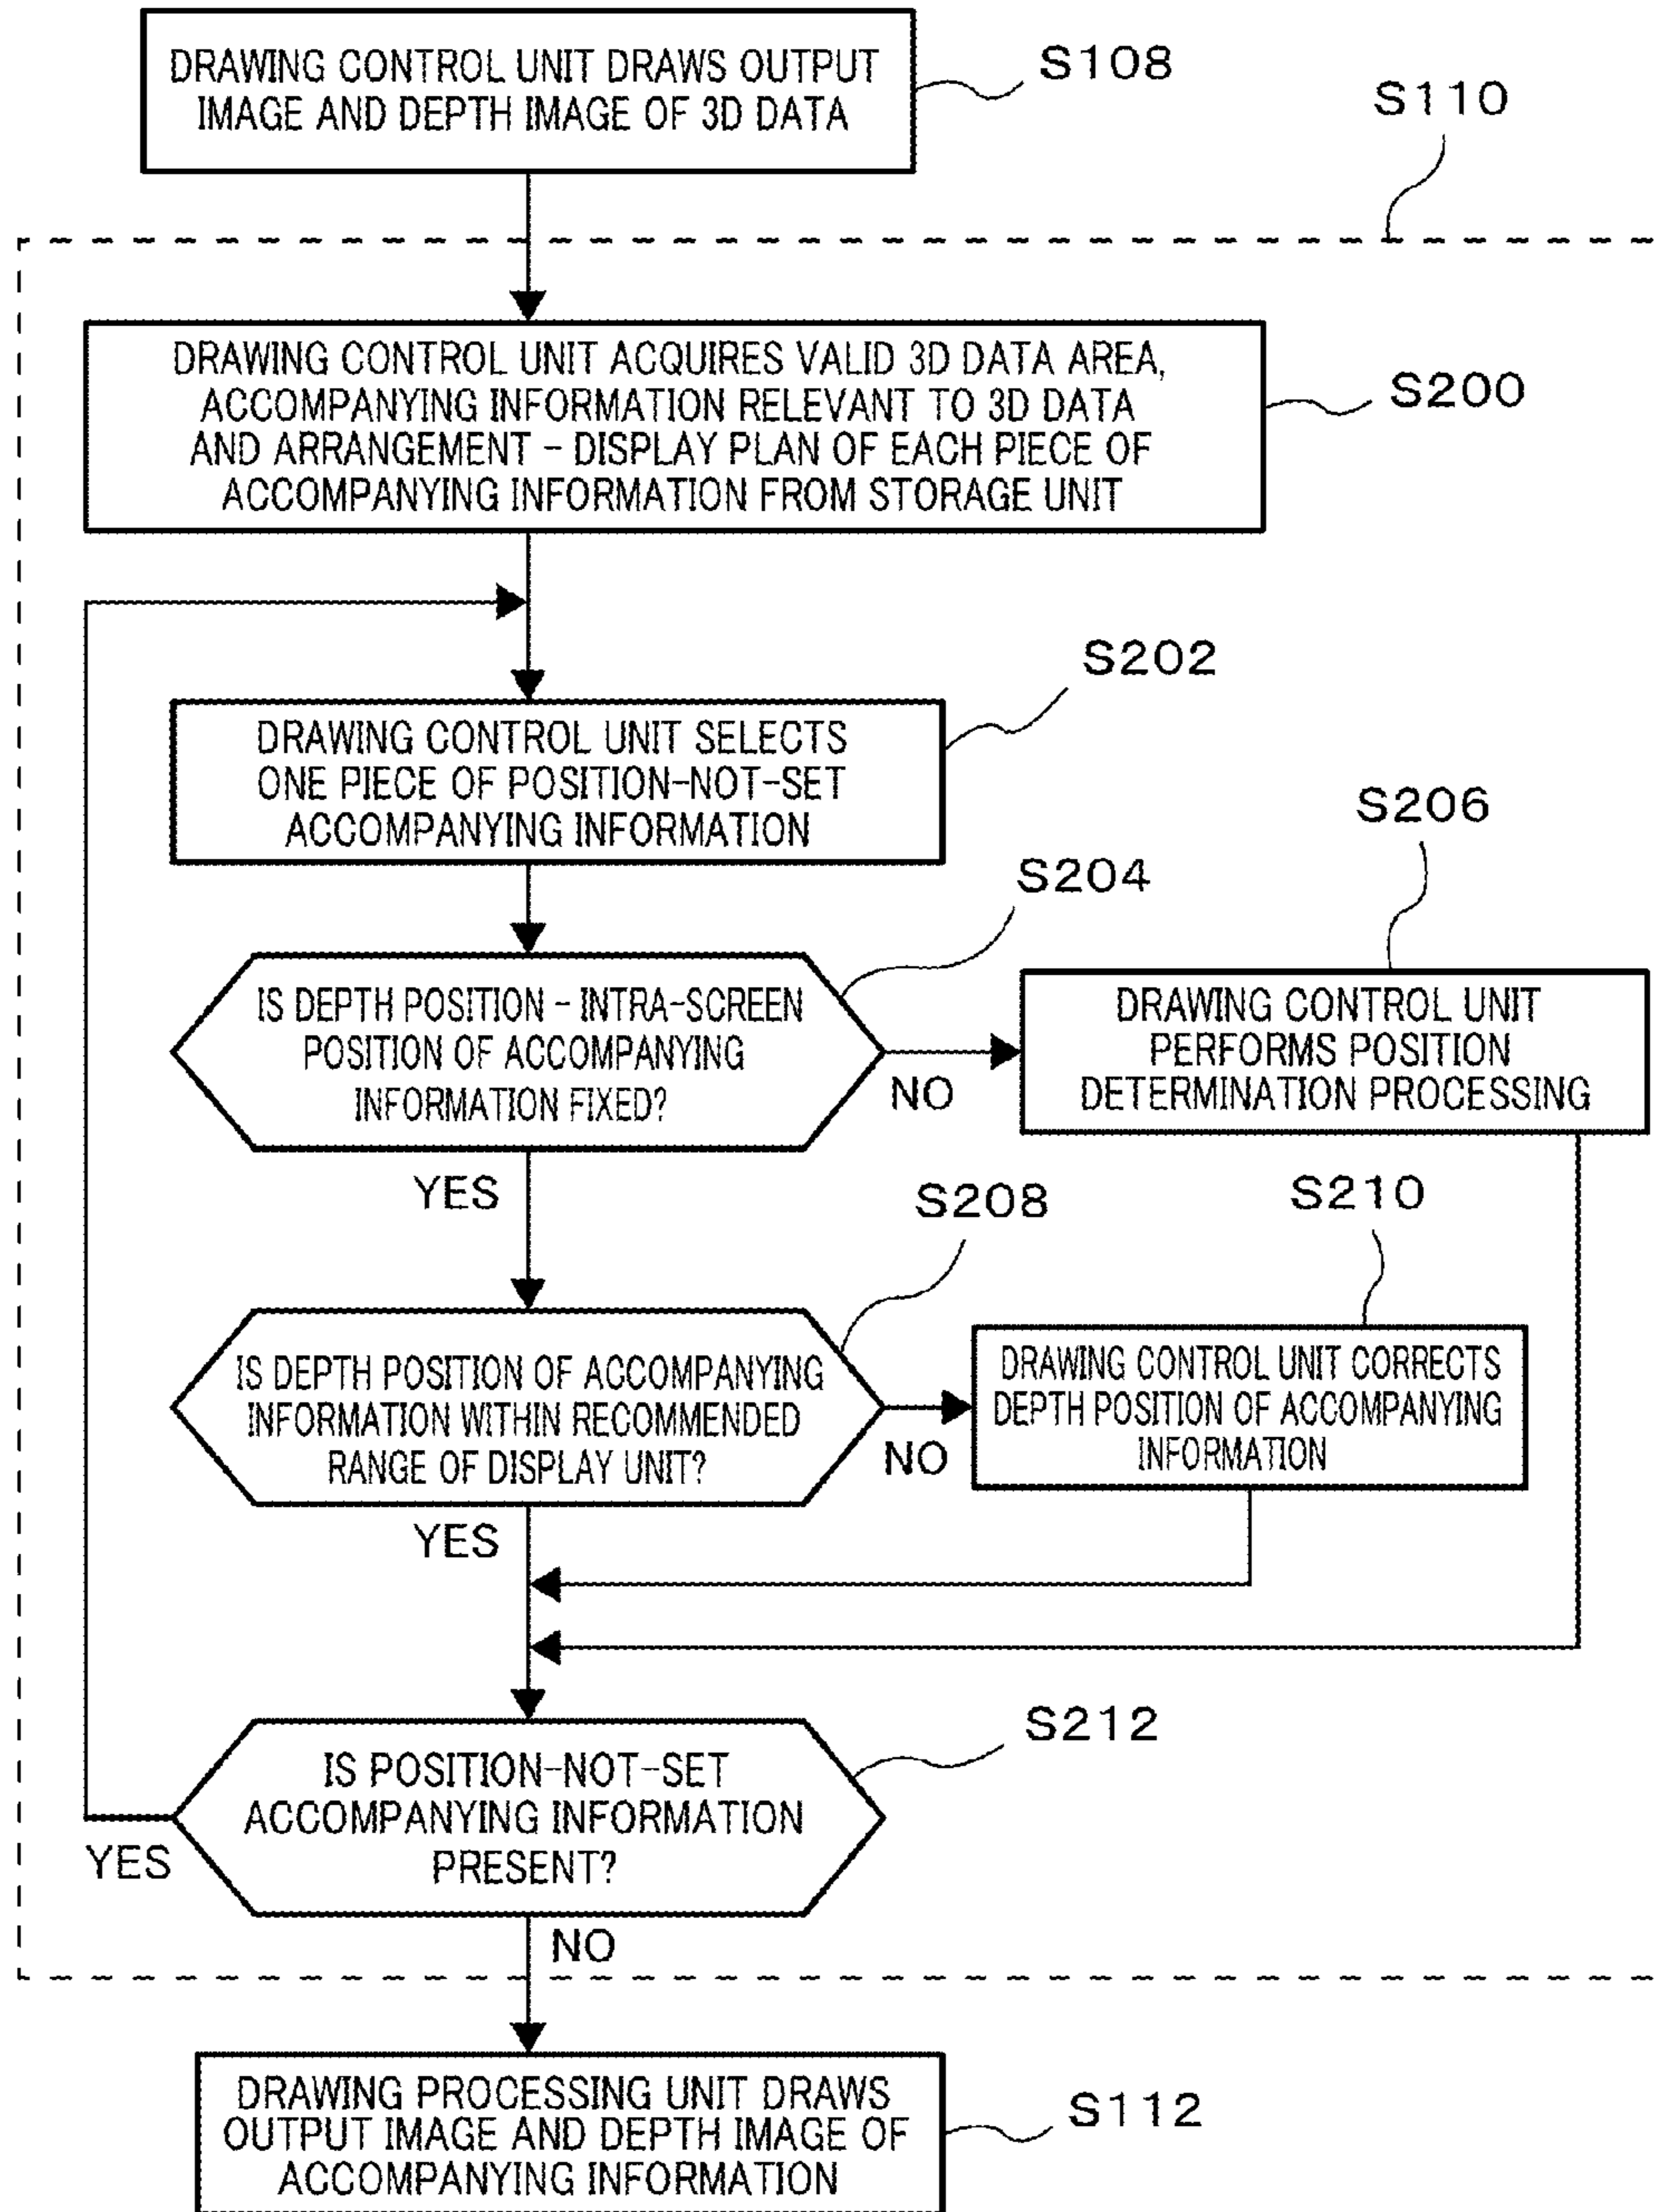 DRAWING CONTROL UNIT DRAWS OUTPUT
IMAGE AND DEPTH IMAGE OF 3D DATA
S108
S110
DRAWING CONTROL UNIT ACQUIRES VALID 3D DATA AREA,
ACCOMPANYING INFORMATION RELEVANT TO 3D DATA
AND ARRANGEMENT - DISPLAY PLAN OF EACH PIECE OF
ACCOMPANYING INFORMATION FROM STORAGE UNIT
S200
S202
DRAWING CONTROL UNIT SELECTS
ONE PIECE OF POSITION-NOT-SET
ACCOMPANYING INFORMATION
S204
S206
IS DEPTH POSITION - INTRA-SCREEN
POSITION OF ACCOMPANYING
INFORMATION FIXED?
NO
DRAWING CONTROL UNIT
PERFORMS POSITION
DETERMINATION PROCESSING
YES
S208
S210
IS DEPTH POSITION OF ACCOMPANYING
INFORMATION WITHIN RECOMMENDED
RANGE OF DISPLAY UNIT?
NO
DRAWING CONTROL UNIT CORRECTS
DEPTH POSITION OF ACCOMPANYING
INFORMATION
YES
S212
IS POSITION-NOT-SET
ACCOMPANYING INFORMATION
PRESENT?
YES
NO
DRAWING PROCESSING UNIT DRAWS
OUTPUT IMAGE AND DEPTH IMAGE OF
ACCOMPANYING INFORMATION
S112